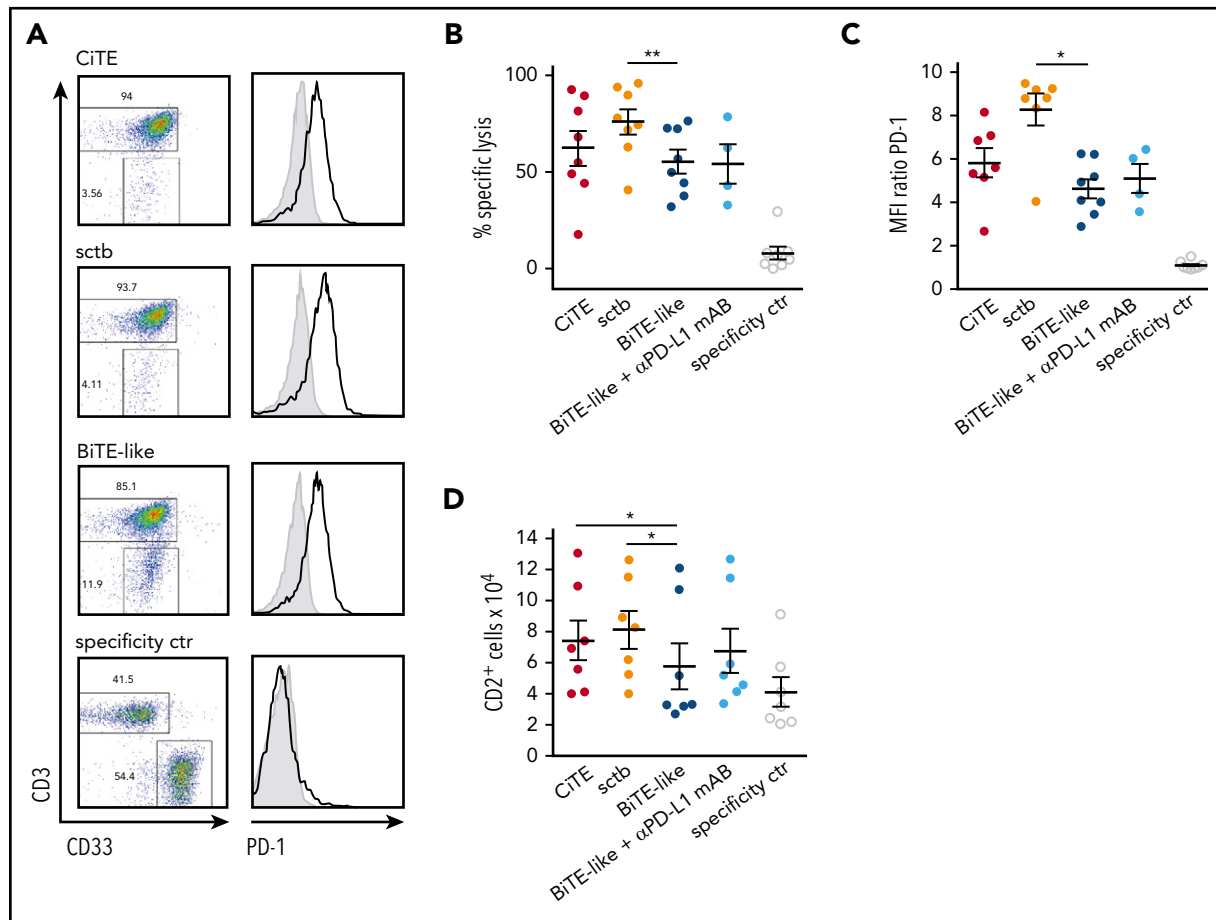 A
CiTE
94
3.56
sctb
93.7
4.11
BiTE-like
85.1
11.9
specificity ctr
41.5
54.4
CD3
CD33
PD-1
B
**
100
50
0
% specific lysis
CiTE
sctb
BiTE-like
BiTE-like + αPD-L1 mAB
specificity ctr
C
*
10
8
6
4
2
0
MFI ratio PD-1
CiTE
sctb
BiTE-like
BiTE-like + αPD-L1 mAB
specificity ctr
D
*
*
14
12
10
8
6
4
2
0
CD2⁺ cells x 10⁴
CiTE
sctb
BiTE-like
BiTE-like + αPD-L1 mAB
specificity ctr